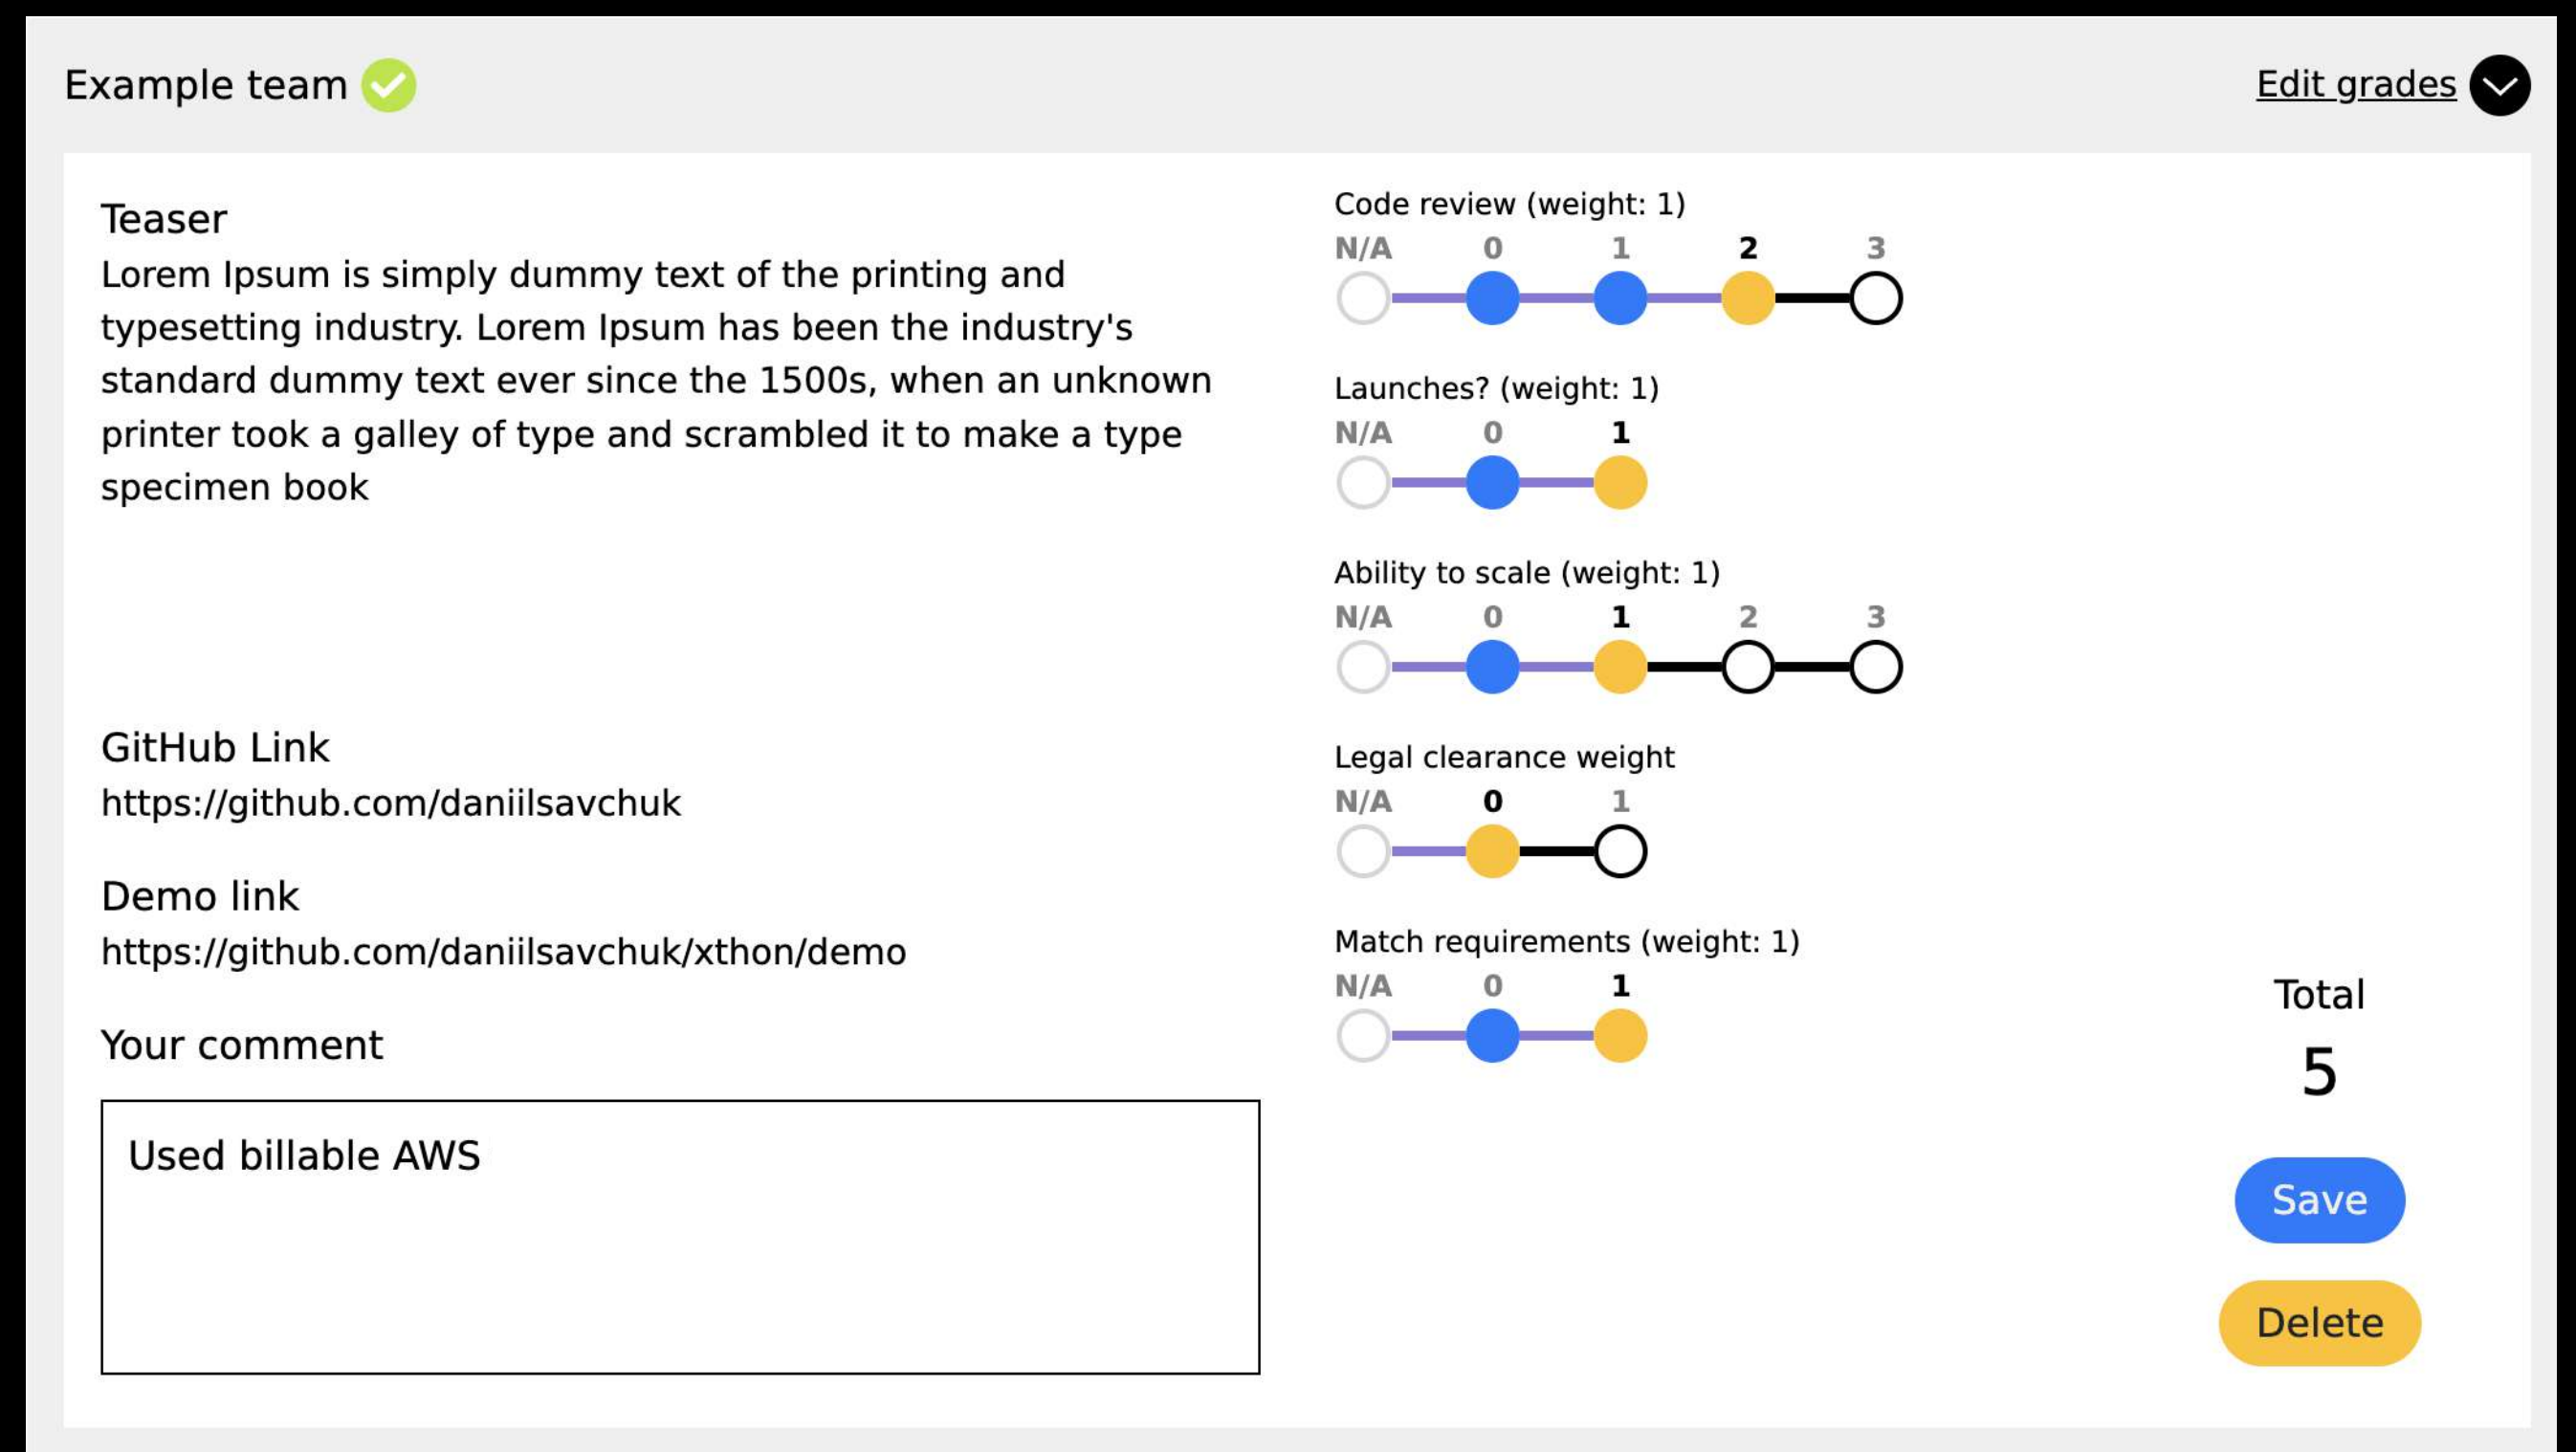 Example team
Edit grades
Teaser
Lorem Ipsum is simply dummy text of the printing and
typesetting industry. Lorem Ipsum has been the industry's
standard dummy text ever since the 1500s, when an unknown
printer took a galley of type and scrambled it to make a type
specimen book
GitHub Link
https://github.com/daniilsavchuk
Demo link
https://github.com/daniilsavchuk/xthon/demo
Your comment
Used billable AWS
Code review (weight: 1)
N/A 0 1 2 3
Launches? (weight: 1)
N/A 0 1
Ability to scale (weight: 1)
N/A 0 1 2 3
Legal clearance weight
N/A 0 1
Match requirements (weight: 1)
N/A 0 1
Total
5
Save
Delete